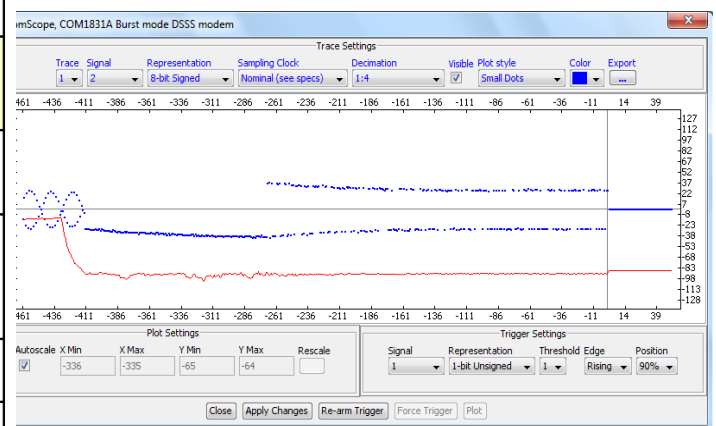 omScope, COM1831A Burst mode DSSS modem
Trace Settings
Trace Signal Representation Sampling Clock Decimation Visible Plot style Color Export
1 2 8-bit Signed Nominal (see specs) 1:4 Small Dots ...
461 -436 -411 -386 -361 -336 -311 -286 -261 -236 -211 -186 -161 -136 -111 -86 -61 -36 -11 14 39
127
112
97
82
67
52
37
22
7
-8
-23
-38
-53
-68
-83
-98
-113
-128
461 -436 -411 -386 -361 -336 -311 -286 -261 -236 -211 -186 -161 -136 -111 -86 -61 -36 -11 14 39
Plot Settings
Autoscale X Min X Max Y Min Y Max Rescale
-336 -335 -65 -64
Trigger Settings
Signal Representation Threshold Edge Position
1 1-bit Unsigned 1 Rising 90%
Close Apply Changes Re-arm Trigger Force Trigger Plot